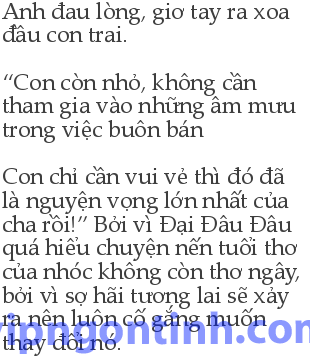 Anh đau lòng, giơ tay ra xoa
đầu con trai.
“Con còn nhỏ, không cần
tham gia vào những âm mưu
trong việc buôn bán
Con chỉ cần vui vẻ thì đó đã
là nguyện vọng lớn nhất của
cha rồi!” Bởi vì Đại Đâu Đâu
quá hiểu chuyện nến tuổi thơ
của nhóc không còn thơ ngây,
bởi vì sợ hãi tương lai sẽ xảy
ra nên luôn cố gắng muốn
vipngontinh.com
thay đổi nó.